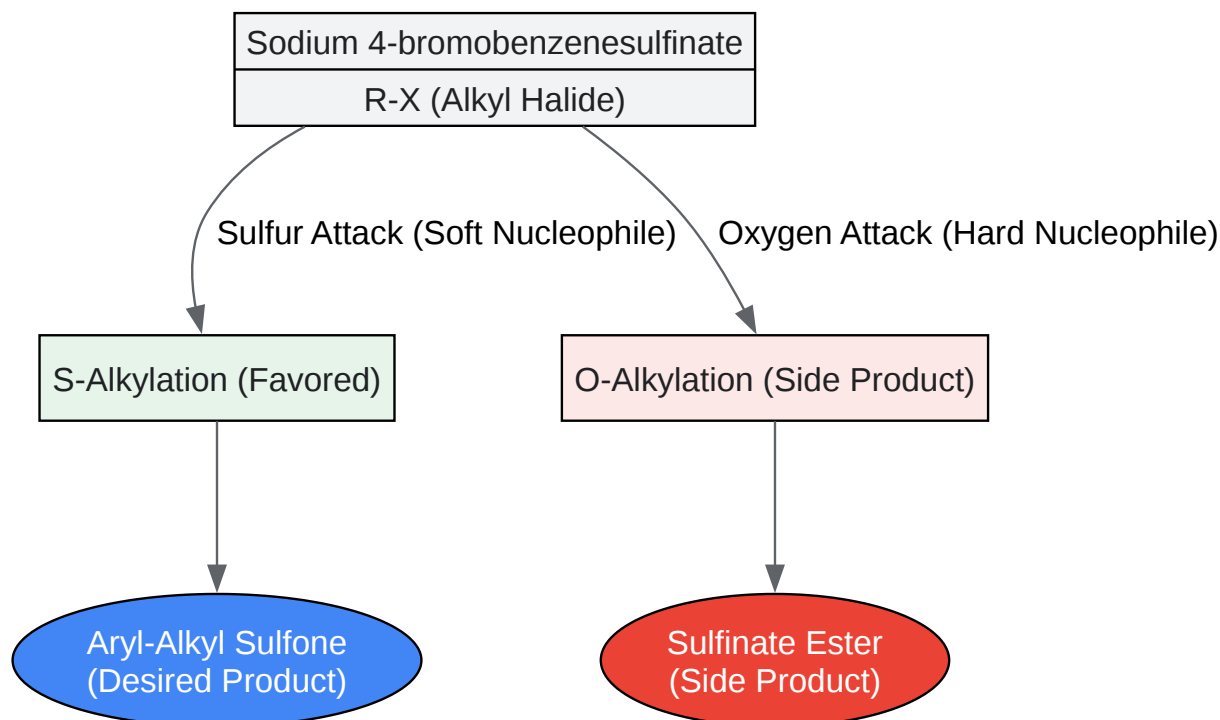 Sodium 4-bromobenzenesulfinate
R-X (Alkyl Halide)
Sulfur Attack (Soft Nucleophile)
Oxygen Attack (Hard Nucleophile)
S-Alkylation (Favored)
O-Alkylation (Side Product)
Aryl-Alkyl Sulfone
(Desired Product)
Sulfinate Ester
(Side Product)